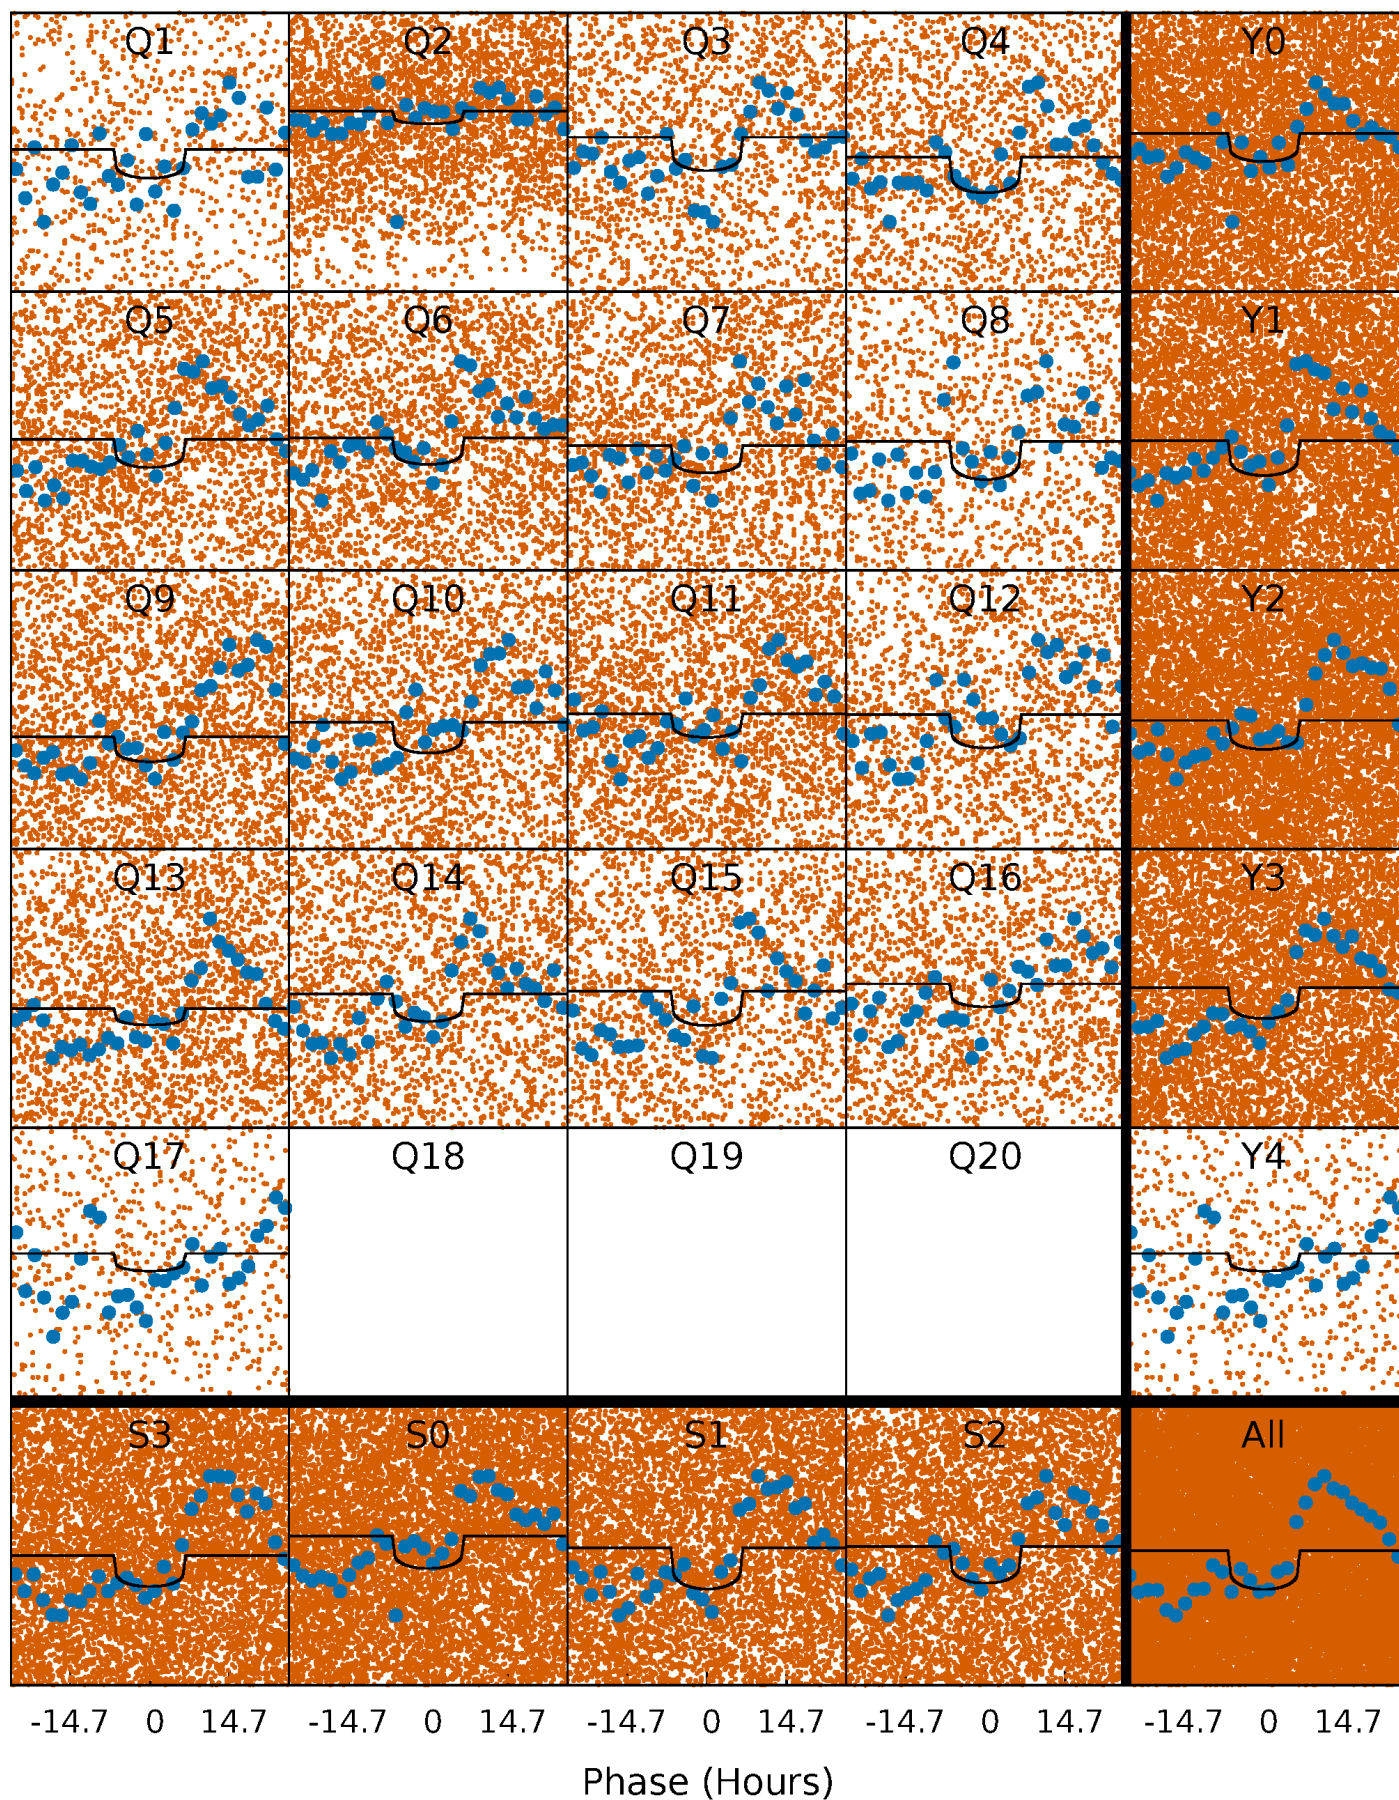 Q1 Q2 Q3 Q4 Y0
Q5 Q6 Q7 Q8 Y1
Q9 Q10 Q11 Q12 Y2
Q13 Q14 Q15 Q16 Y3
Q17 Q18 Q19 Q20 Y4
S3 S0 S1 S2 All
-14.7 0 14.7 -14.7 0 14.7 -14.7 0 14.7 -14.7 0 14.7 -14.7 0 14.7
Phase (Hours)